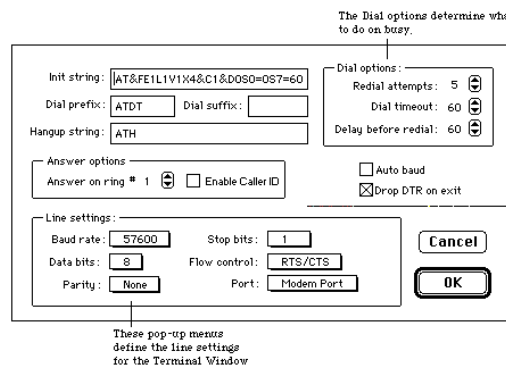 The Dial options determine wha
to do on busy.
Init string: AT&FE1L1V1X4&C1&D0S0=0S7=60
Dial prefix: ATDT Dial suffix:
Hangup string: ATH
Dial options:
Redial attempts: 5
Dial timeout: 60
Delay before redial: 60
Answer options
Answer on ring # 1 Enable Caller ID
Auto baud
Drop DTR on exit
Line settings:
Baud rate: 57600 Stop bits: 1
Data bits: 8 Flow control: RTS/CTS
Parity: None Port: Modem Port
Cancel
OK
These pop-up menus
define the line settings
for the Terminal Window